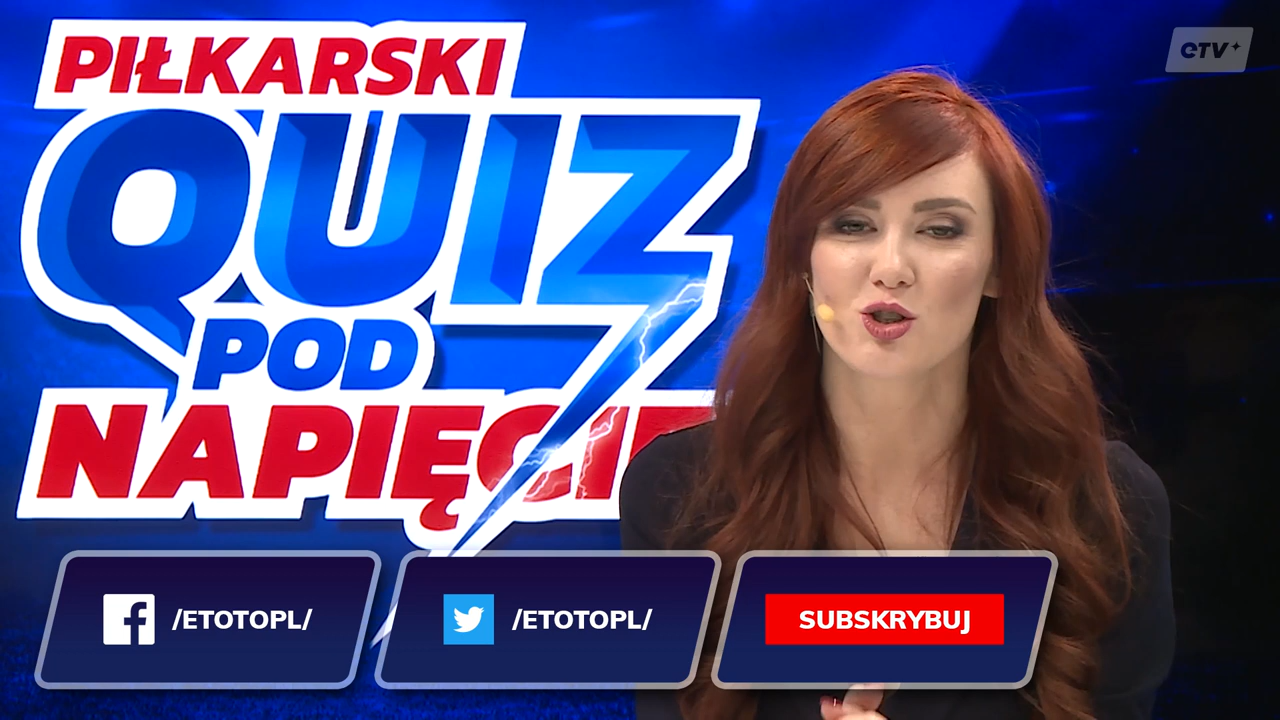 PIŁKARSKI
QUIZ
POD
NAPIĘCI
eTV+
/ETOTOPL/
/ETOTOPL/
SUBSKRYBUJ